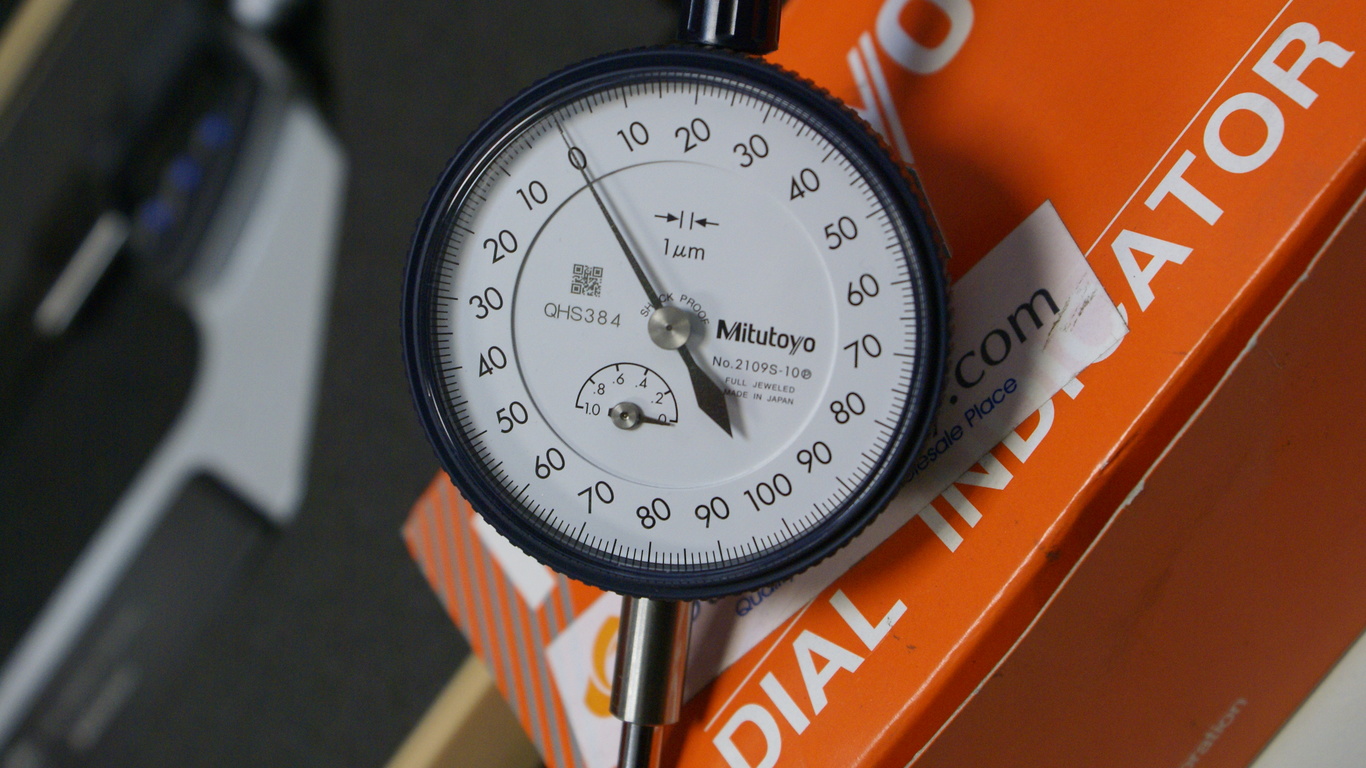 0 10 20 30 40 50 60 70 80 90 100 90 80 70 60 50 40 30 20 10
1μm
QHS384
SHOCK PROOF
Mitutoyo
No.2109S-10
FULL JEWELED
MADE IN JAPAN
1.0 .8 .6 .4 .2 0
.com
Place
DIAL INDICATOR